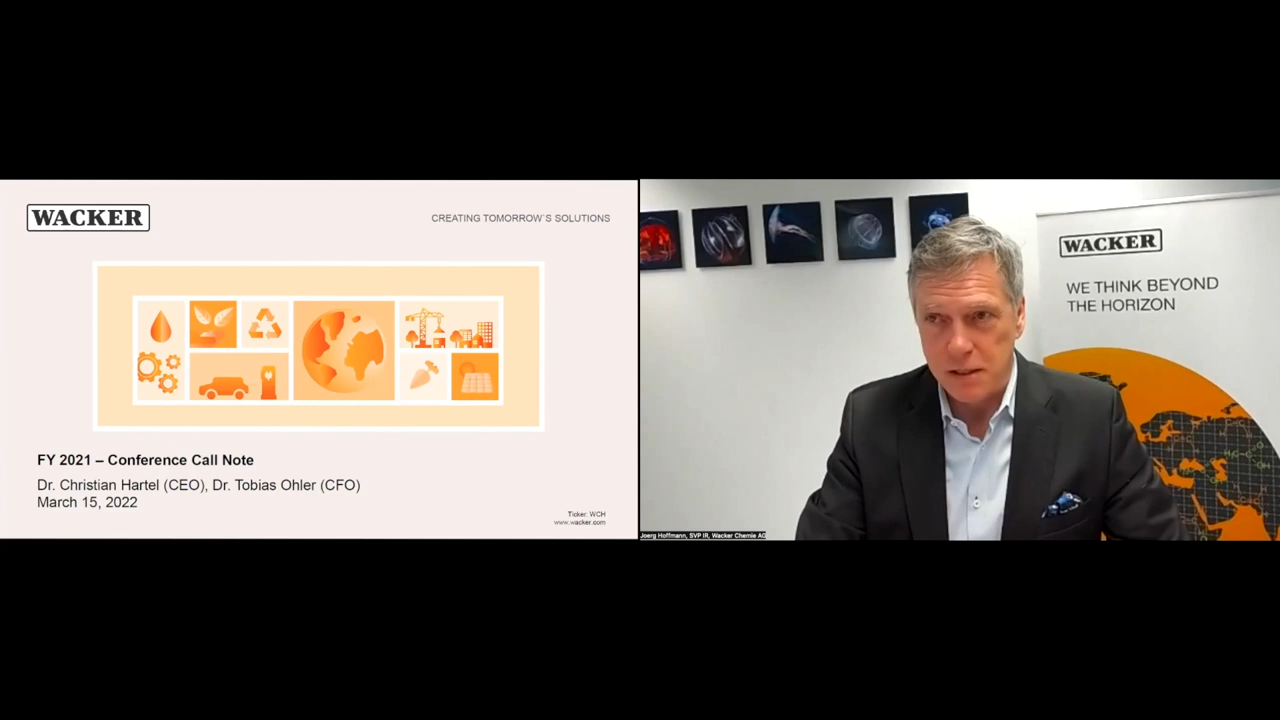 WACKER
CREATING TOMORROW`S SOLUTIONS
FY 2021 – Conference Call Note
Dr. Christian Hartel (CEO), Dr. Tobias Ohler (CFO)
March 15, 2022
Ticker: WCH
www.wacker.com
WACKER
WE THINK BEYOND
THE HORIZON
Joerg Hoffmann, SVP IR, Wacker Chemie AG